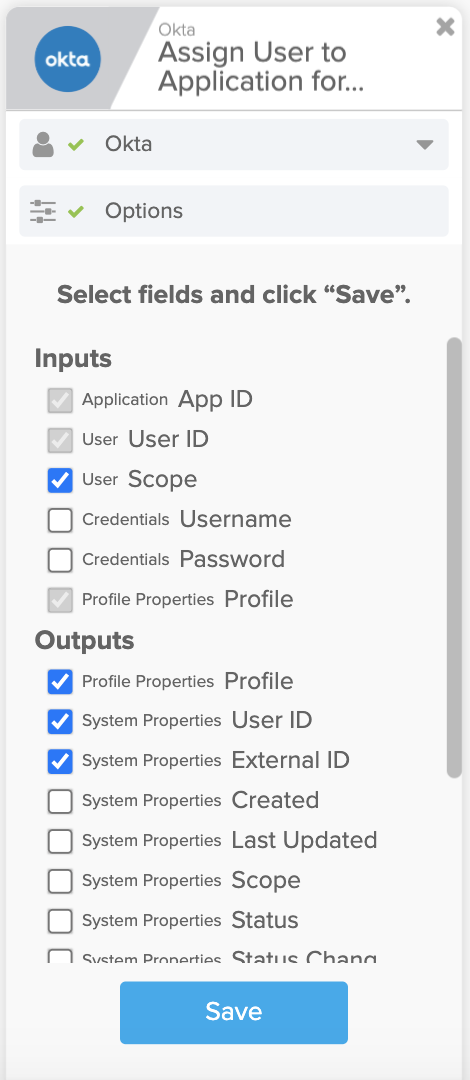 okta
Okta
Assign User to
Application for...
Okta
Options
Select fields and click “Save”.
Inputs
Application App ID
User User ID
User Scope
Credentials Username
Credentials Password
Profile Properties Profile
Outputs
Profile Properties Profile
System Properties User ID
System Properties External ID
System Properties Created
System Properties Last Updated
System Properties Scope
System Properties Status
System Properties Status Chang
Save